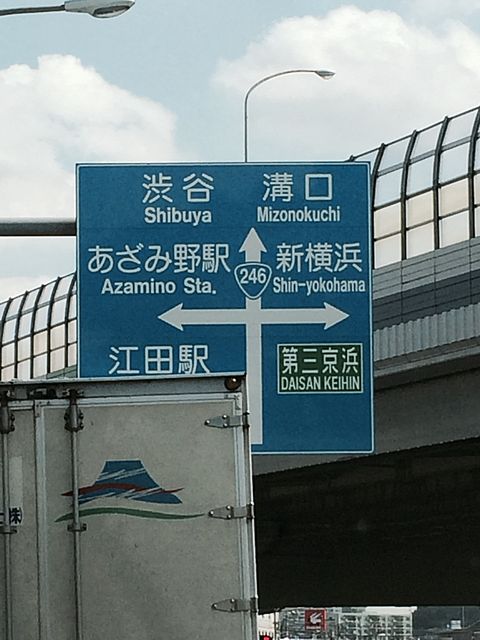 渋谷 溝口
Shibuya Mizonokuchi
あざみ野駅 新横浜
Azamino Sta. 246 Shin-yokohama
江田駅 第三京浜
DAISAN KEIHIN
株